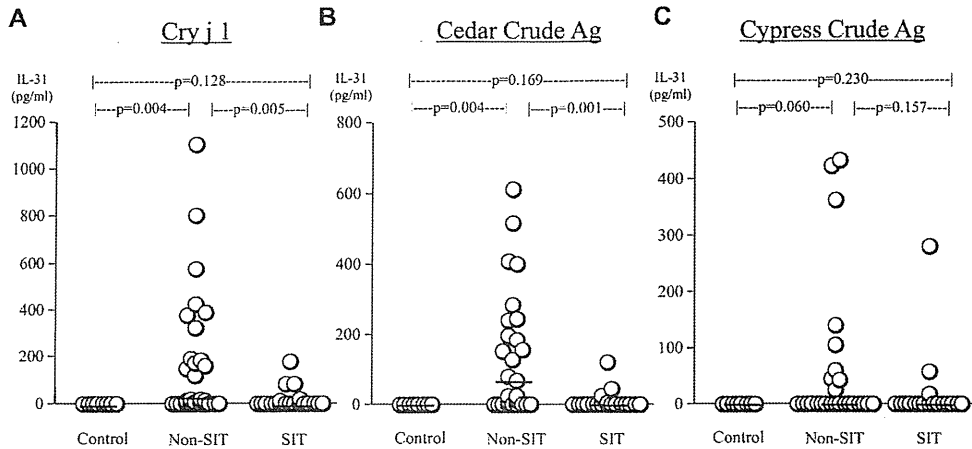 A
Cry j 1
IL-31
(pg/ml)
p=0.128
p=0.004
p=0.005
1200
1000
800
600
400
200
0
Control
Non-SIT
SIT
B
Cedar Crude Ag
IL-31
(pg/ml)
p=0.169
p=0.004
p=0.001
800
600
400
200
0
Control
Non-SIT
SIT
C
Cypress Crude Ag
IL-31
(pg/ml)
p=0.230
p=0.060
p=0.157
500
400
300
200
100
0
Control
Non-SIT
SIT